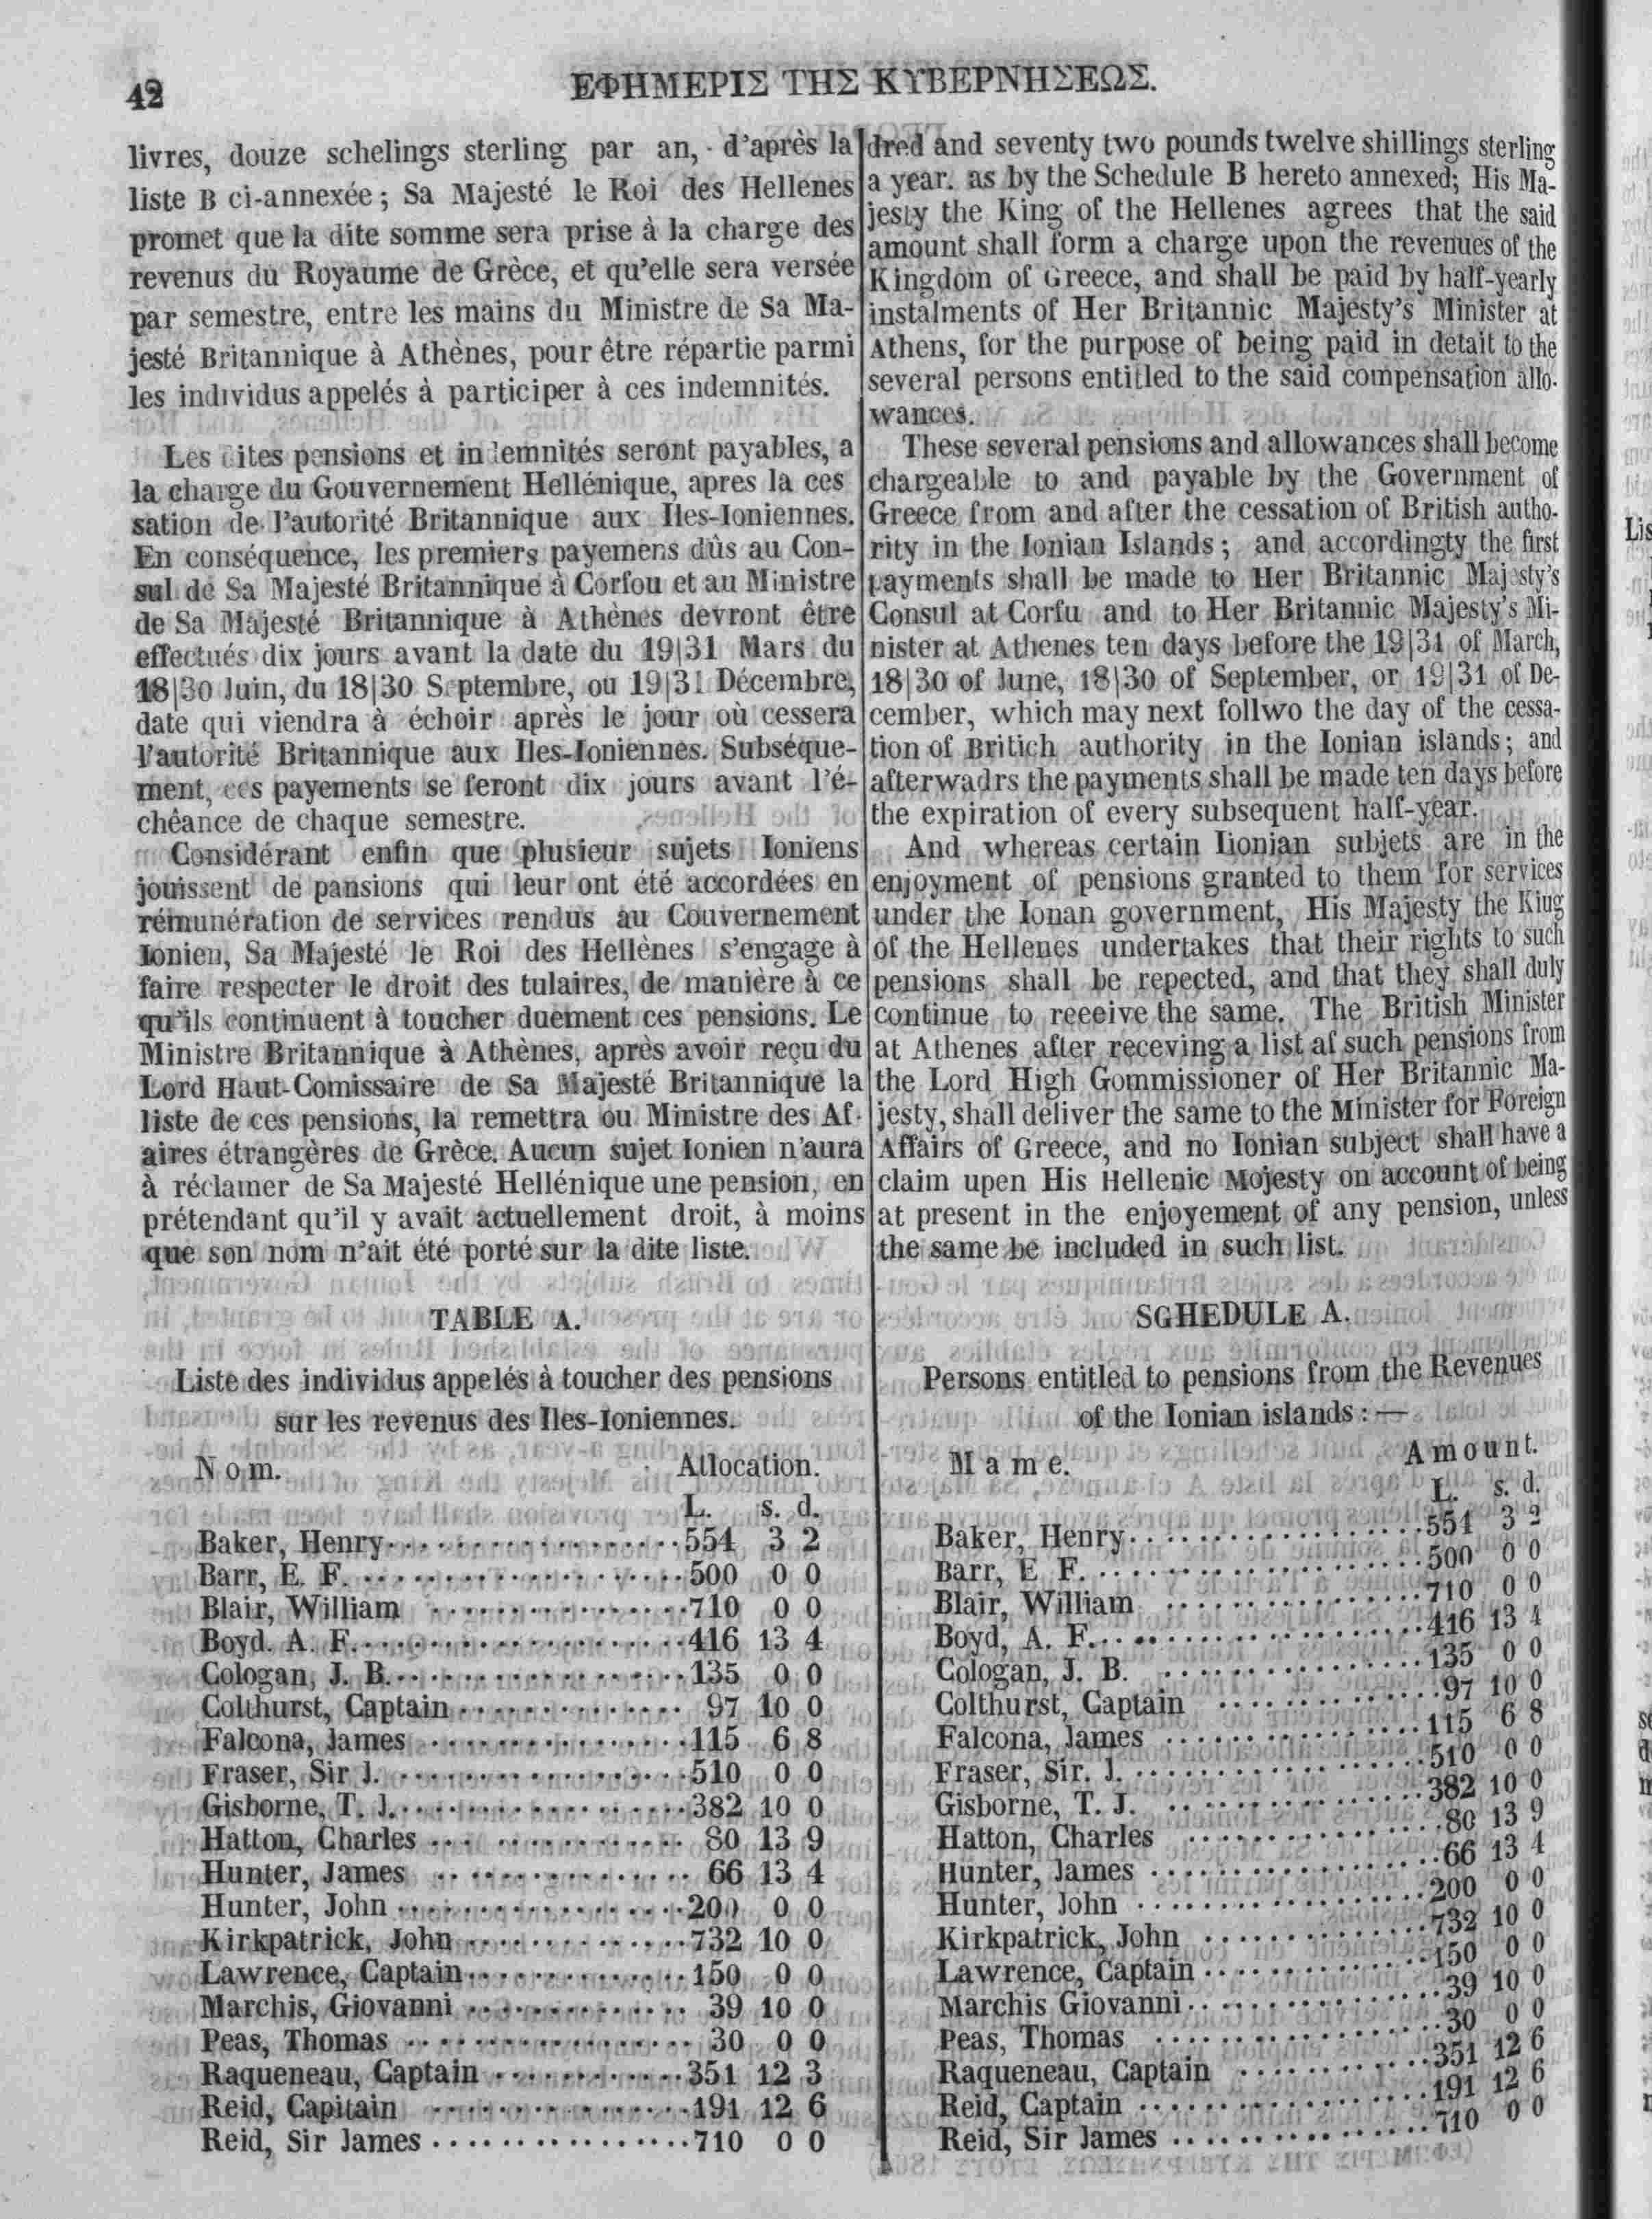 42
ΕΦΗΜΕΡΙΣ ΤΗΣ ΚΥΒΕΡΝΗΣΕΩΣ.
livres, douze schelings sterling par an, d'après la
liste B ci-annexée; Sa Majesté le Roi des Hellenes
promet que la dite somme sera prise à la charge des
revenus du Royaume de Grèce, et qu'elle sera versée
par semestre, entre les mains du Ministre de Sa Ma-
jesté Britannique à Athènes, pour être répartie parmi
les individus appelés à participer à ces indemnités.
Les dites pensions et indemnités seront payables, a
la charge du Gouvernement Hellénique, apres la ces
sation de l'autorité Britannique aux Iles-Ioniennes.
En conséquence, les premiers payemens dûs au Con-
sul de Sa Majesté Britannique à Corfou et au Ministre
de Sa Majesté Britannique à Athènes devront être
effectués dix jours avant la date du 19|31 Mars du
18|30 Juin, du 18|30 Septembre, ou 19|31 Décembre,
date qui viendra à échoir après le jour où cessera
l'autorité Britannique aux Iles-Ioniennes. Subséque-
ment, ces payements se feront dix jours avant l'é-
chéance de chaque semestre.
Considérant enfin que plusieur sujets Ioniens
jouissent de pansions qui leur ont été accordées en
rémunération de services rendus au Couvernement
Ionien, Sa Majesté le Roi des Hellènes s'engage à
faire respecter le droit des tulaires, de manière à ce
qu'ils continuent à toucher duement ces pensions. Le
Ministre Britannique à Athènes, après avoir reçu du
Lord Haut-Comissaire de Sa Majesté Britannique la
liste de ces pensions, la remettra ou Ministre des Af-
aires étrangères de Grèce. Aucun sujet Ionien n'aura
à réclamer de Sa Majesté Hellénique une pension, en
prétendant qu'il y avait actuellement droit, à moins
que son nom n'ait été porté sur la dite liste.
TABLE A.
Liste des individus appelés à toucher des pensions
sur les revenus des Iles-Ioniennes.
Nom. Allocation.
L. s. d.
Baker, Henry 554 3 2
Barr, E. F. 500 0 0
Blair, William 710 0 0
Boyd. A. F. 416 13 4
Cologan, J. B. 135 0 0
Colthurst, Captain 97 10 0
Falcona, James 115 6 8
Fraser, Sir J. 510 0 0
Gisborne, T. J. 382 10 0
Hatton, Charles 80 13 9
Hunter, James 66 13 4
Hunter, John 200 0 0
Kirkpatrick, John 732 10 0
Lawrence, Captain 150 0 0
Marchis, Giovanni 39 10 0
Peas, Thomas 30 0 0
Raqueneau, Captain 351 12 3
Reid, Capitain 191 12 6
Reid, Sir James 710 0 0
dred and seventy two pounds twelve shillings sterling
a year. as by the Schedule B hereto annexed; His Ma-
jesty the King of the Hellenes agrees that the said
amount shall form a charge upon the revenues of the
Kingdom of Greece, and shall be paid by half-yearly
instalments of Her Britannic Majesty's Minister at
Athens, for the purpose of being paid in detait to the
several persons entitled to the said compensation allo-
wances.
These several pensions and allowances shall become
chargeable to and payable by the Government of
Greece from and after the cessation of British autho-
rity in the Ionian Islands; and accordingty the first
payments shall be made to Her Britannic Majesty's
Consul at Corfu and to Her Britannic Majesty's Mi-
nister at Athenes ten days before the 19|31 of March,
18|30 of June, 18|30 of September, or 19|31 of De-
cember, which may next follwo the day of the cessa-
tion of Britich authority in the Ionian islands; and
afterwadrs the payments shall be made ten days before
the expiration of every subsequent half-year.
And whereas certain Iionian subjets are in the
enjoyment of pensions granted to them for services
under the Ionan government, His Majesty the Kiug
of the Hellenes undertakes that their rights to such
pensions shall be repected, and that they shall duly
continue to reeeive the same. The British Minister
at Athenes after receving a list af such pensions from
the Lord High Gommissioner of Her Britannic Ma-
jesty, shall deliver the same to the Minister for Foreign
Affairs of Greece, and no Ionian subject shall have a
claim upon His Hellenic Mojesty on account of being
at present in the enjoyement of any pension, unless
the same be included in such list.
SGHEDULE A.
Persons entitled to pensions from the Revenues
of the Ionian islands: —
Mame. Amount.
L. s. d.
Baker, Henry 554 3 2
Barr, E F. 500 0 0
Blair, William 710 0 0
Boyd, A. F. 416 13 4
Cologan, J. B. 135 0 0
Colthurst, Captain 97 10 0
Falcona, James 115 6 8
Fraser, Sir. J. 510 0 0
Gisborne, T. J. 382 10 0
Hatton, Charles 80 13 9
Hunter, James 66 13 4
Hunter, John 200 0 0
Kirkpatrick, John 732 10 0
Lawrence, Captain 150 0 0
Marchis Giovanni 39 10 0
Peas, Thomas 30 0 0
Raqueneau, Captain 351 12 6
Reid, Captain 191 12 6
Reid, Sir James 710 0 0
Lis